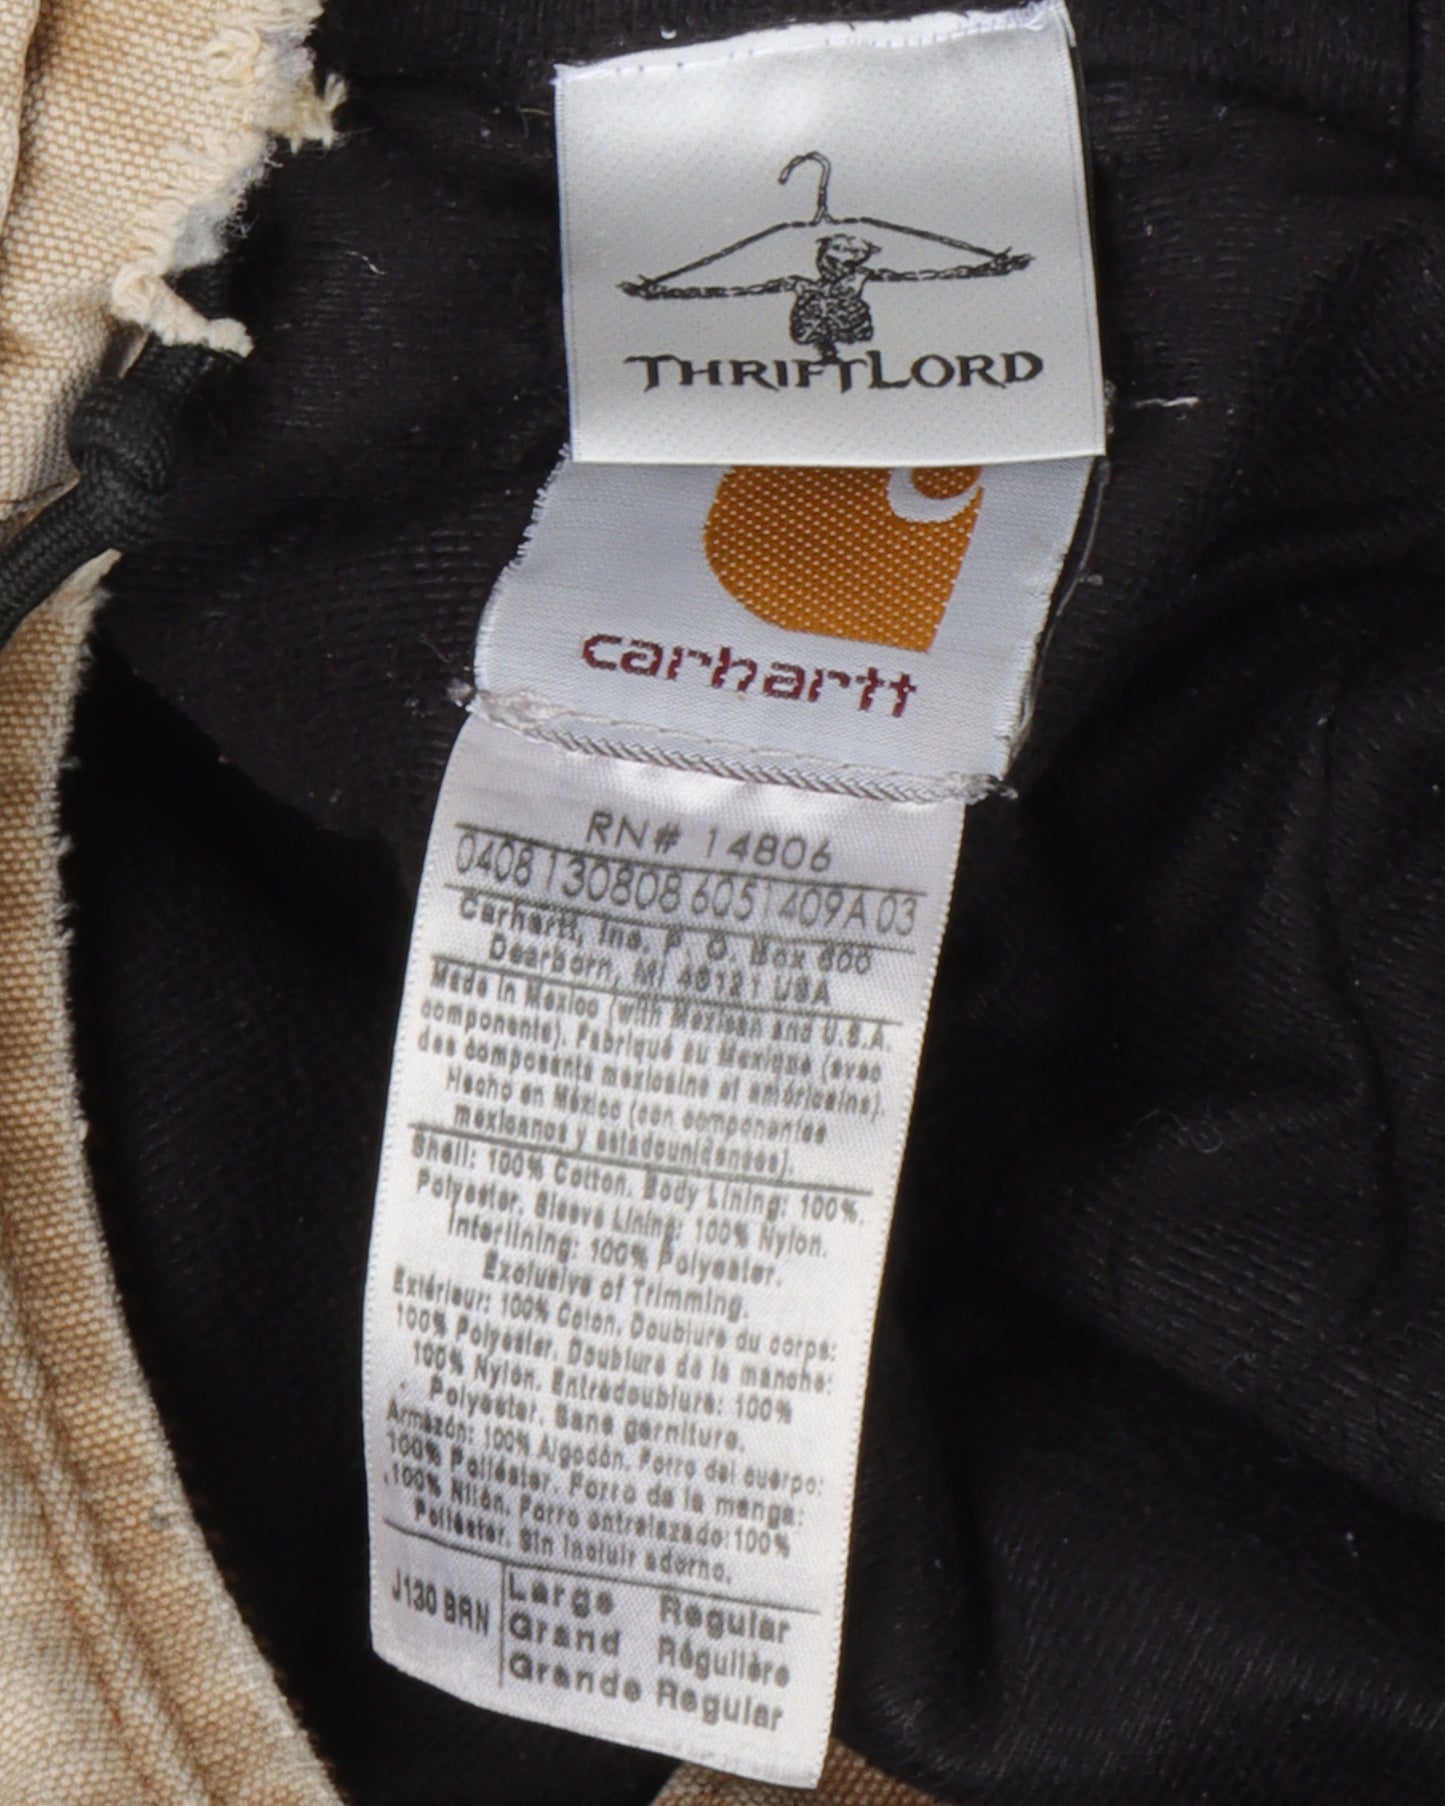 THRIFTLORD
carhartt
RN# 14806
0408 130808 6051409A 03
Carhartt, Inc. P. O. Box 600
Dearborn, MI 48121 USA
Made in Mexico (with Mexican and U.S.A.
components). Fabriqué au Mexique (avec
des composants mexicains et américains).
Hecho en México (con componentes
mexicanos y estadounidenses).
Shell: 100% Cotton. Body Lining: 100%.
Polyester. Sleeve Lining: 100% Nylon.
Interlining: 100% Polyester.
Exclusive of Trimming.
Extérieur: 100% Coton. Doublure du corps:
100% Polyester. Doublure de la manche:
100% Nylon. Entredoublure: 100%
Polyester. Sans garniture.
Armazón: 100% Algodón. Forro del cuerpo:
100% Poliéster. Forro de la manga:
100% Nilón. Forro entrelazado:100%
Poliéster. Sin incluir adorno.
J130 BRN
Large Regular
Grand Régulière
Grande Regular